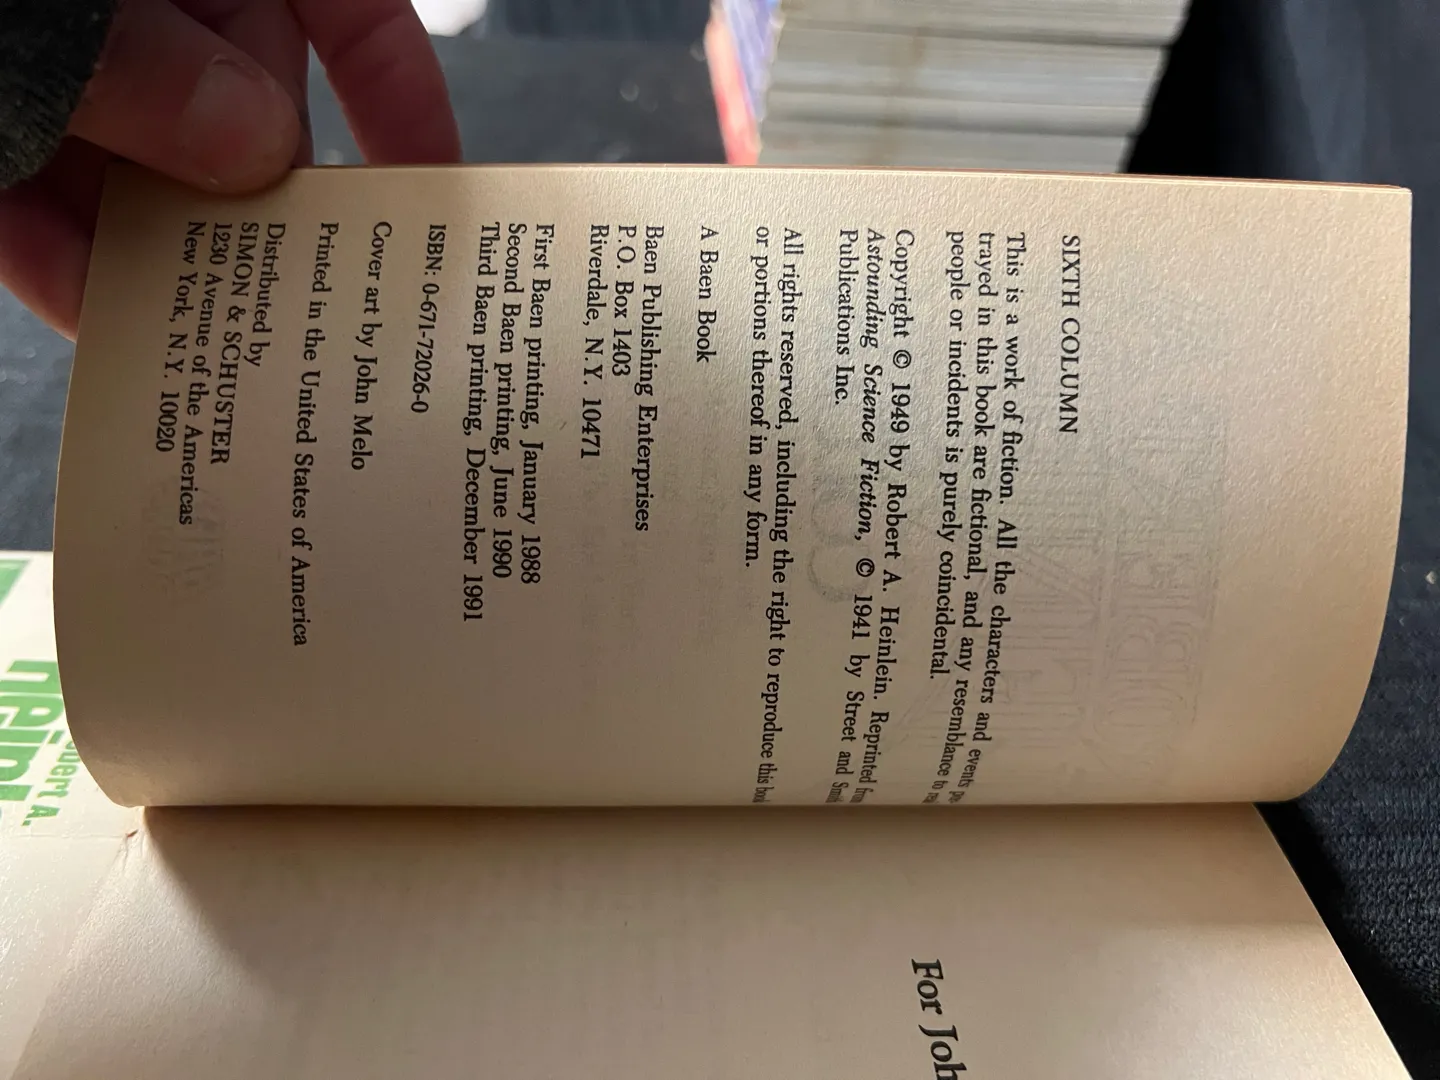 SIXTH COLUMN
This is a work of fiction. All the characters and events por-
trayed in this book are fictional, and any resemblance to real
people or incidents is purely coincidental.
Copyright © 1949 by Robert A. Heinlein. Reprinted from
Astounding Science Fiction, © 1941 by Street and Smith
Publications Inc.
All rights reserved, including the right to reproduce this book
or portions thereof in any form.
A Baen Book
Baen Publishing Enterprises
P.O. Box 1403
Riverdale, N.Y. 10471
First Baen printing, January 1988
Second Baen printing, June 1990
Third Baen printing, December 1991
ISBN: 0-671-72026-0
Cover art by John Melo
Printed in the United States of America
Distributed by
SIMON & SCHUSTER
1230 Avenue of the Americas
New York, N.Y. 10020
For Joh
A.